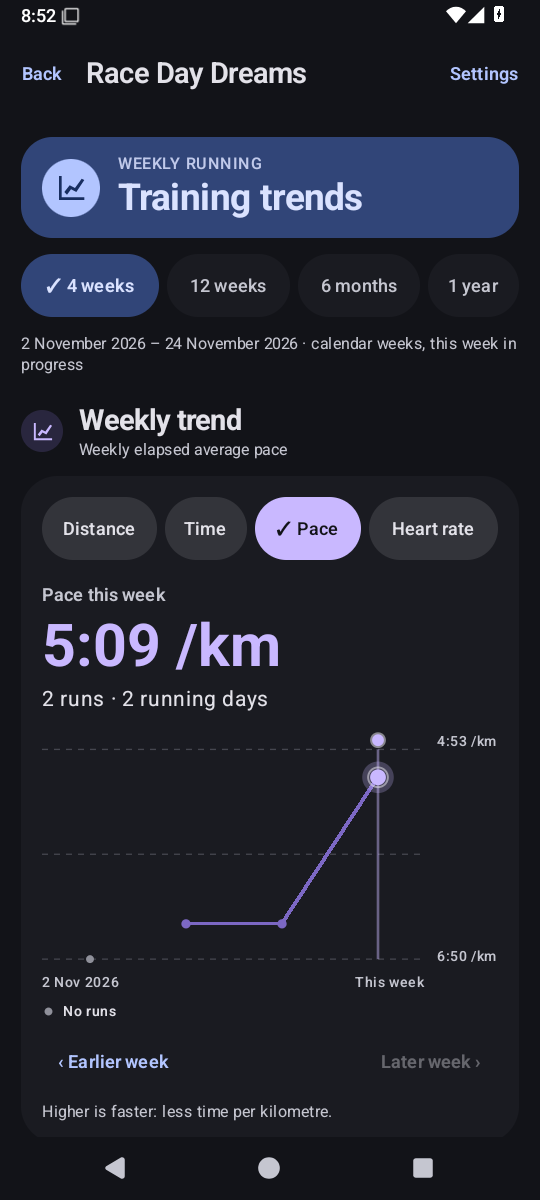 8:52
Back
Race Day Dreams
Settings
WEEKLY RUNNING
Training trends
✓ 4 weeks
12 weeks
6 months
1 year
2 November 2026 – 24 November 2026 · calendar weeks, this week in
progress
Weekly trend
Weekly elapsed average pace
Distance
Time
✓ Pace
Heart rate
Pace this week
5:09 /km
2 runs · 2 running days
4:53 /km
6:50 /km
2 Nov 2026
This week
No runs
‹ Earlier week
Later week ›
Higher is faster: less time per kilometre.